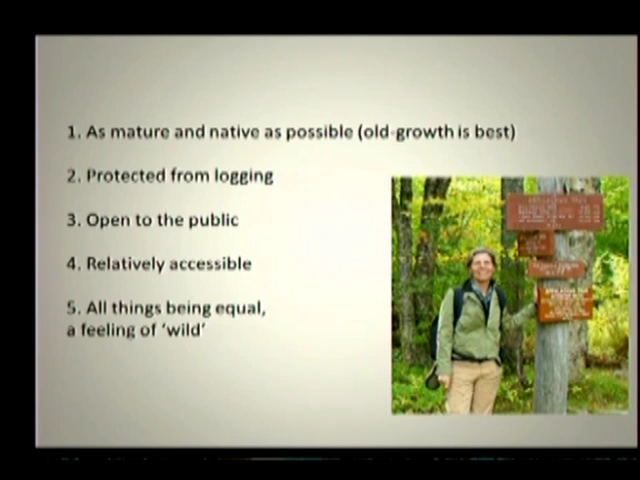 1. As mature and native as possible (old-growth is best)
2. Protected from logging
3. Open to the public
4. Relatively accessible
5. All things being equal,
a feeling of ‘wild’